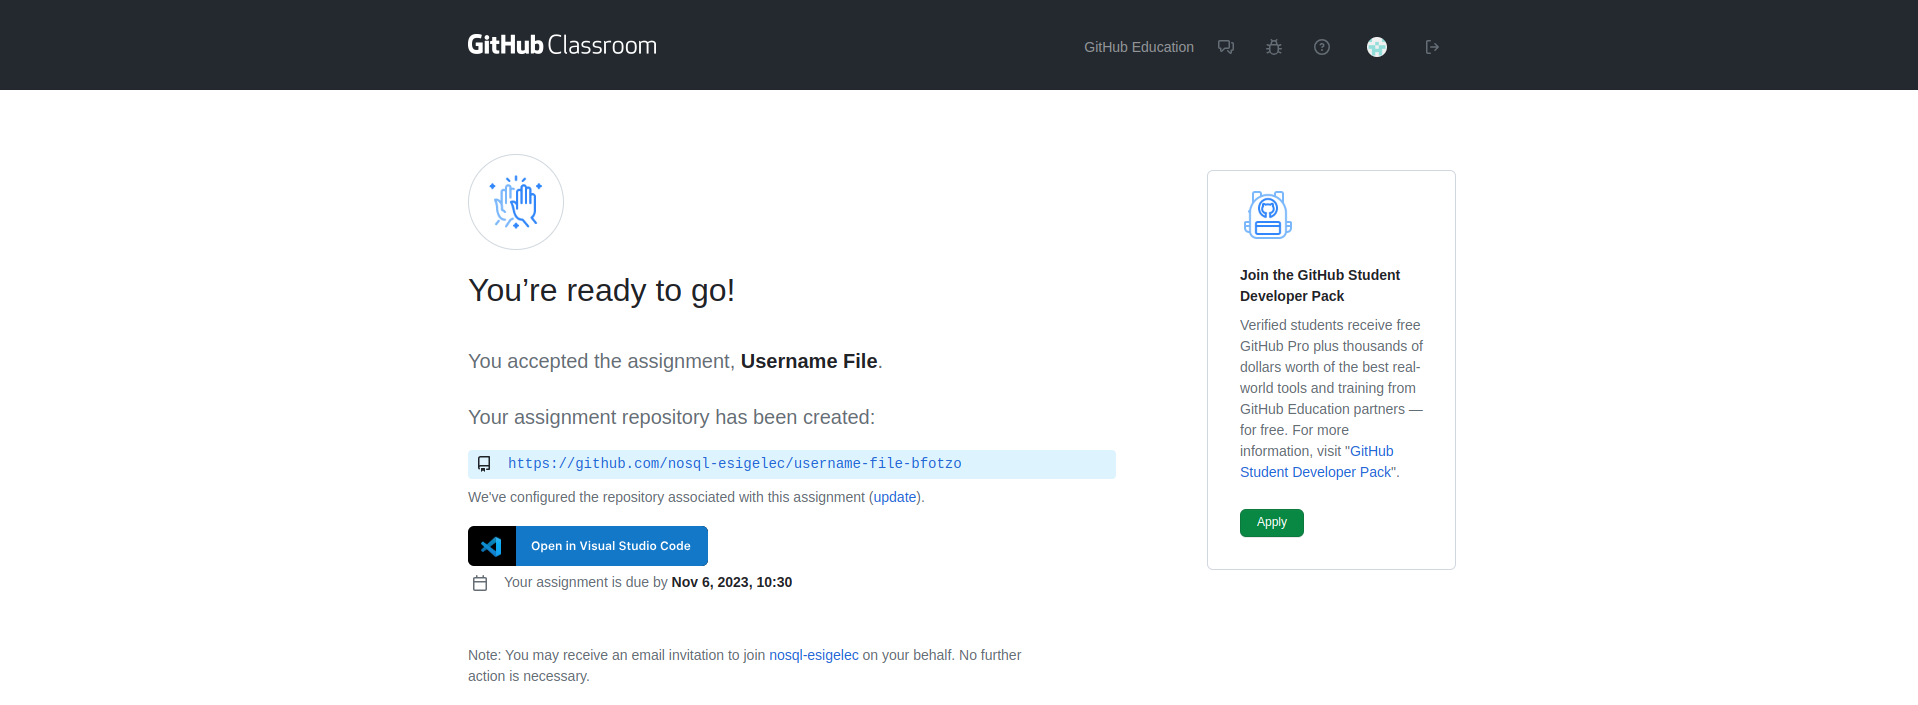 GitHub Classroom
GitHub Education
You're ready to go!
You accepted the assignment, Username File.
Your assignment repository has been created:
https://github.com/nosql-esigelec/username-file-bfotzo
We've configured the repository associated with this assignment (update).
Open in Visual Studio Code
Your assignment is due by Nov 6, 2023, 10:30
Note: You may receive an email invitation to join nosql-esigelec on your behalf. No further
action is necessary.
Join the GitHub Student
Developer Pack
Verified students receive free
GitHub Pro plus thousands of
dollars worth of the best real-
world tools and training from
GitHub Education partners —
for free. For more
information, visit "GitHub
Student Developer Pack".
Apply